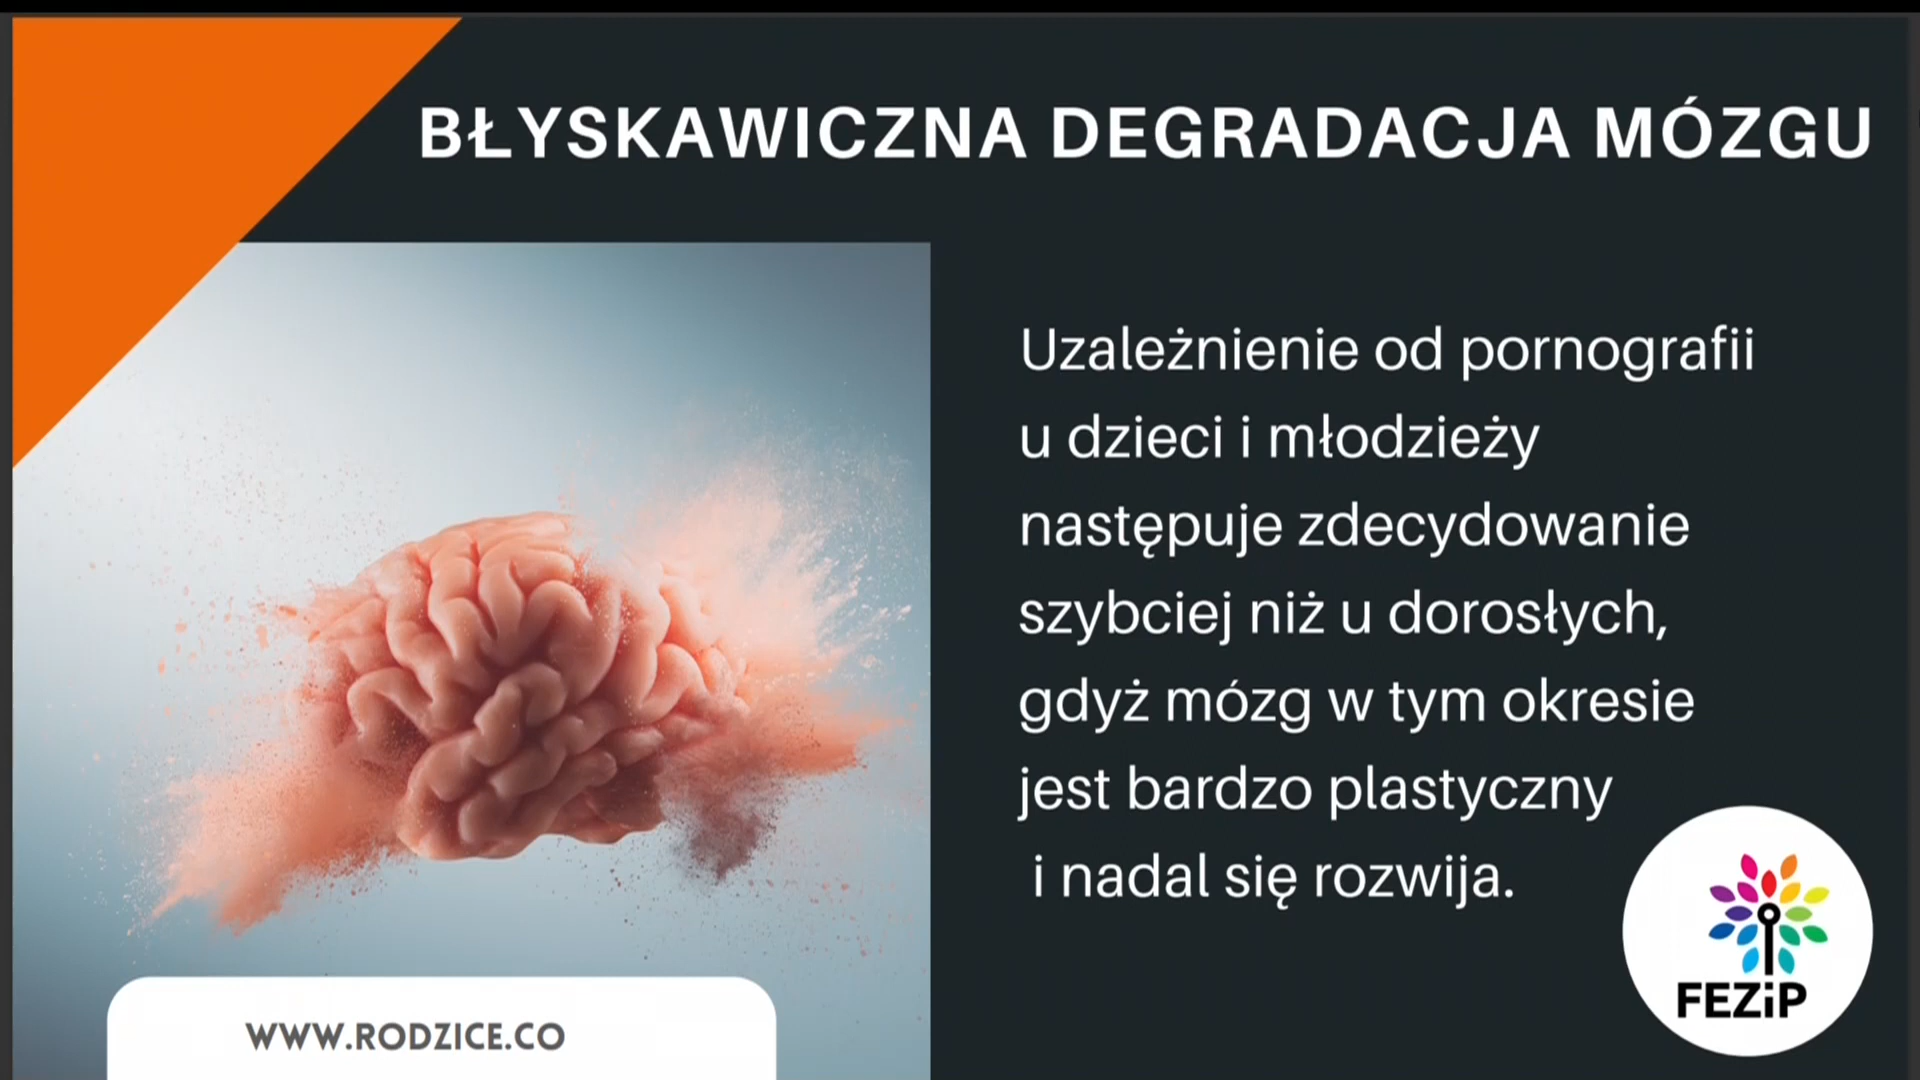 BŁYSKAWICZNA DEGRADACJA MÓZGU
Uzależnienie od pornografii
u dzieci i młodzieży
następuje zdecydowanie
szybciej niż u dorosłych,
gdyż mózg w tym okresie
jest bardzo plastyczny
i nadal się rozwija.
FEZiP
WWW.RODZICE.CO